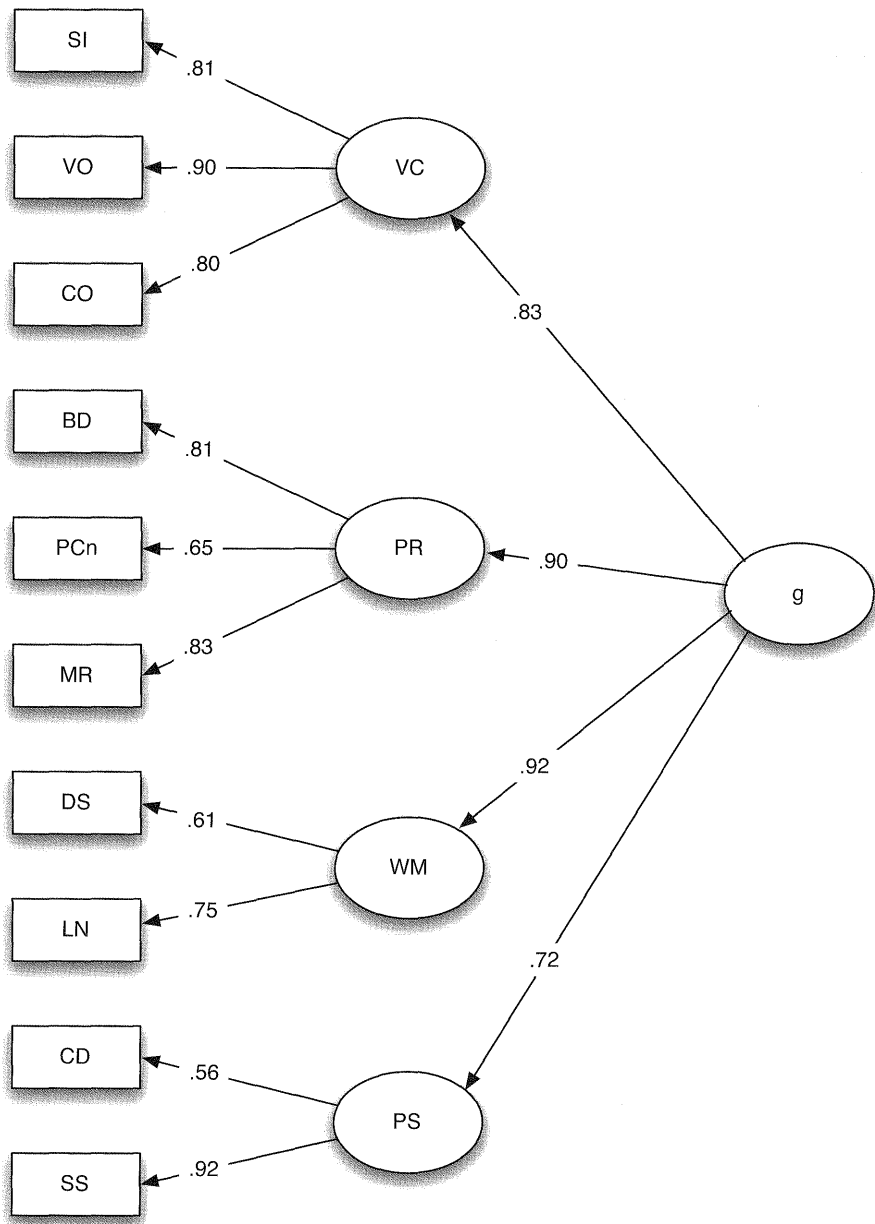 SI
.81
VO
.90
VC
CO
.80
.83
BD
.81
PCn
.65
PR
.90
g
MR
.83
DS
.61
.92
WM
LN
.75
.72
CD
.56
PS
SS
.92